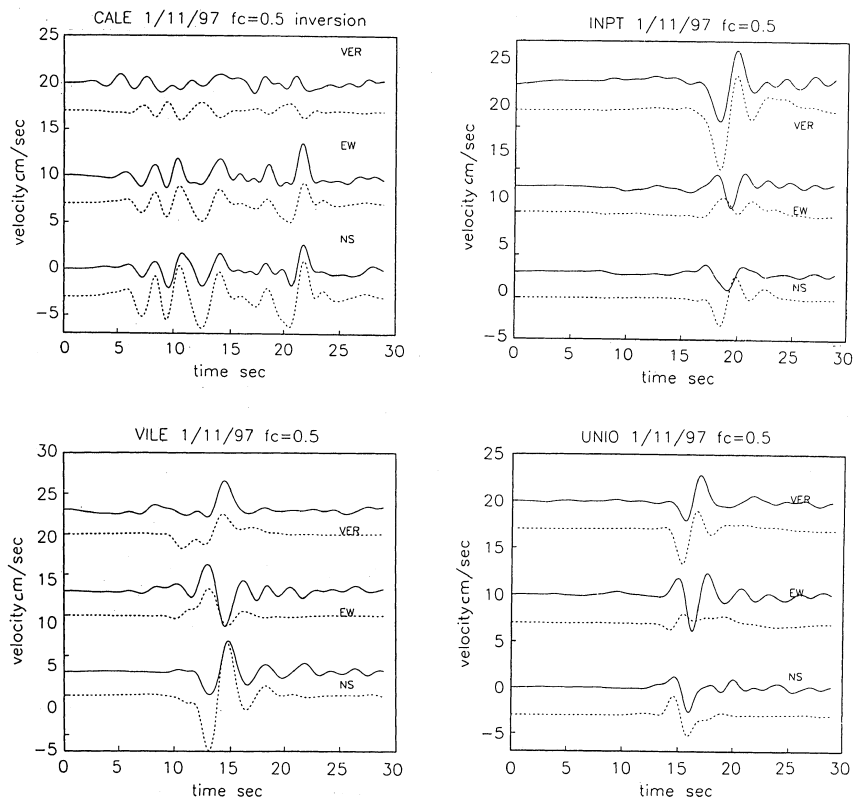 CALE 1/11/97 fc=0.5 inversion
25
20
15
10
5
0
-5
velocity cm/sec
VER
EW
NS
0 5 10 15 20 25 30
time sec
INPT 1/11/97 fc=0.5
25
20
15
10
5
0
-5
velocity cm/sec
VER
EW
NS
0 5 10 15 20 25 30
time sec
VILE 1/11/97 fc=0.5
30
25
20
15
10
5
0
-5
velocity cm/sec
VER
EW
NS
0 5 10 15 20 25 30
time sec
UNIO 1/11/97 fc=0.5
25
20
15
10
5
0
-5
velocity cm/sec
VER
EW
NS
0 5 10 15 20 25 30
time sec